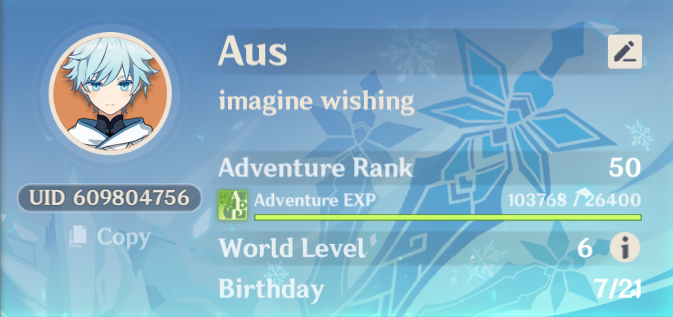 Aus
imagine wishing
Adventure Rank 50
UID 609804756
AEP Adventure EXP 103768 / 26400
Copy
World Level 6
Birthday 7/21